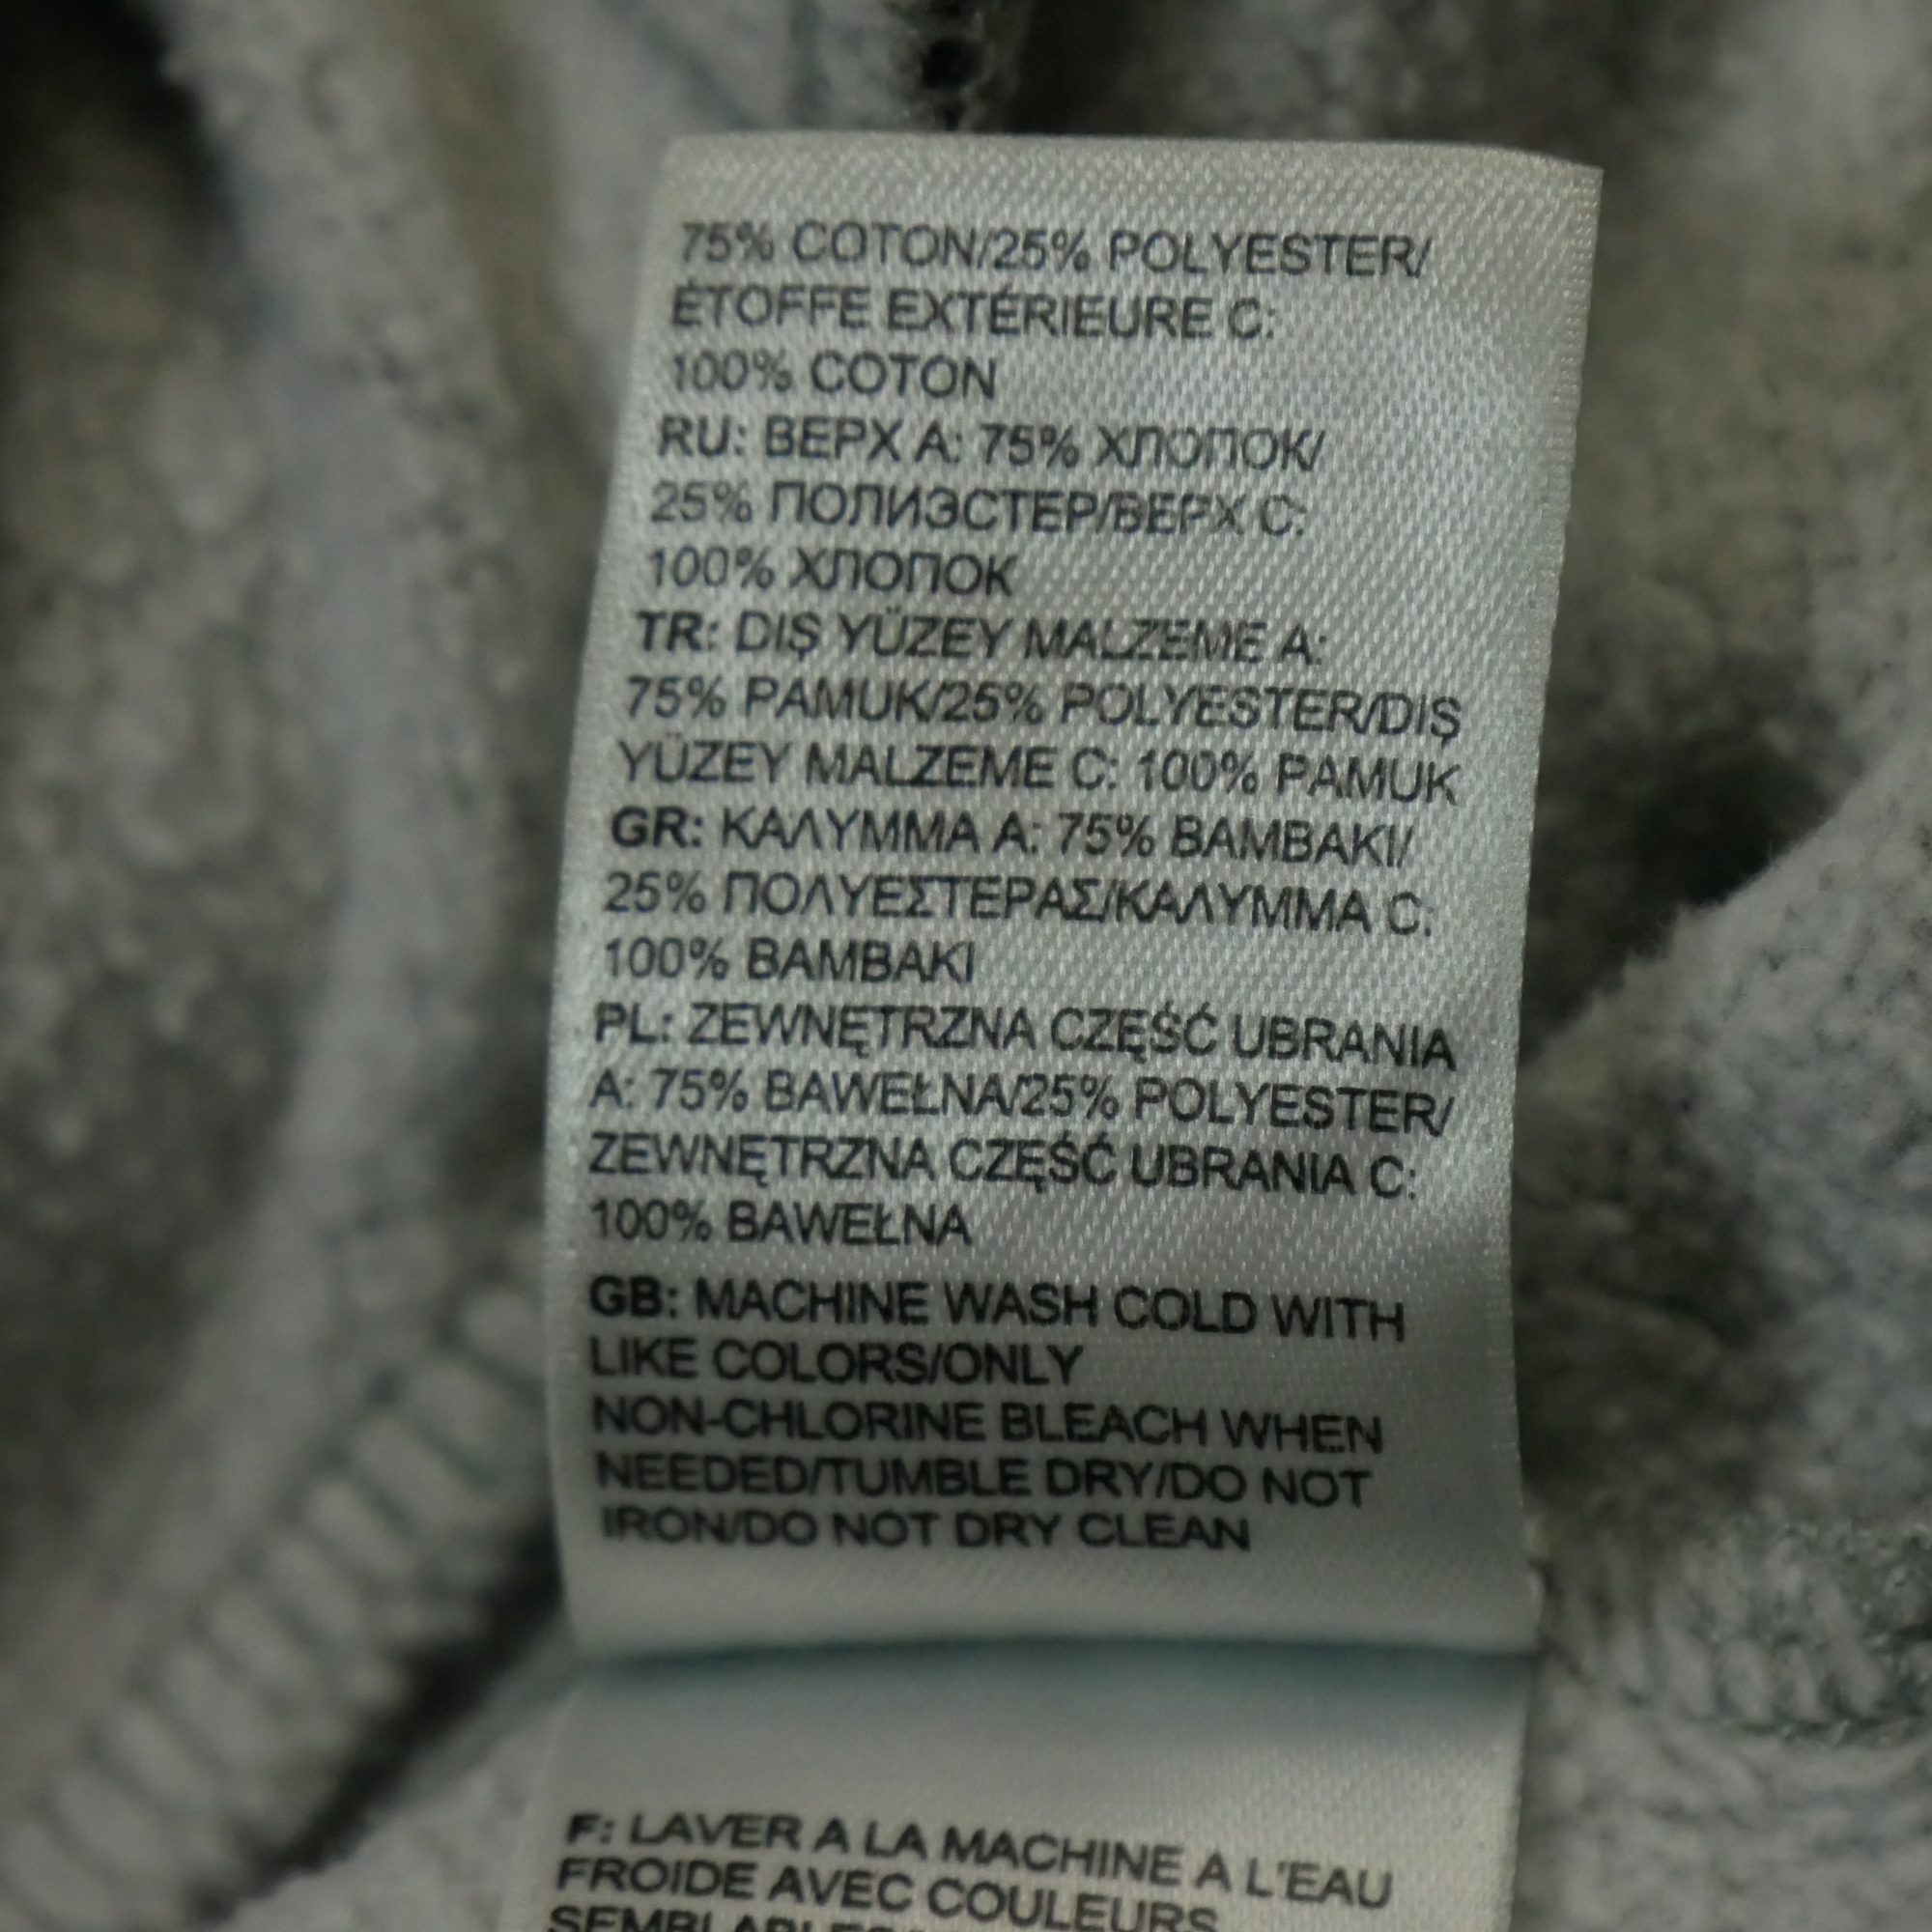 75% COTON/25% POLYESTER/
ÉTOFFE EXTÉRIEURE C:
100% COTON
RU: ВЕРХ А: 75% ХЛОПОК/
25% ПОЛИЭСТЕР/ВЕРХ С:
100% ХЛОПОК
TR: DIŞ YÜZEY MALZEME A:
75% PAMUK/25% POLYESTER/DIŞ
YÜZEY MALZEME C: 100% PAMUK
GR: ΚΑΛΥΜΜΑ A: 75% ΒΑΜΒΑΚΙ/
25% ΠΟΛΥΕΣΤΕΡΑΣ/ΚΑΛΥΜΜΑ C:
100% ΒΑΜΒΑΚΙ
PL: ZEWNĘTRZNA CZĘŚĆ UBRANIA
A: 75% BAWEŁNA/25% POLYESTER/
ZEWNĘTRZNA CZĘŚĆ UBRANIA C:
100% BAWEŁNA
GB: MACHINE WASH COLD WITH
LIKE COLORS/ONLY
NON-CHLORINE BLEACH WHEN
NEEDED/TUMBLE DRY/DO NOT
IRON/DO NOT DRY CLEAN
F: LAVER A LA MACHINE A L'EAU
FROIDE AVEC COULEURS